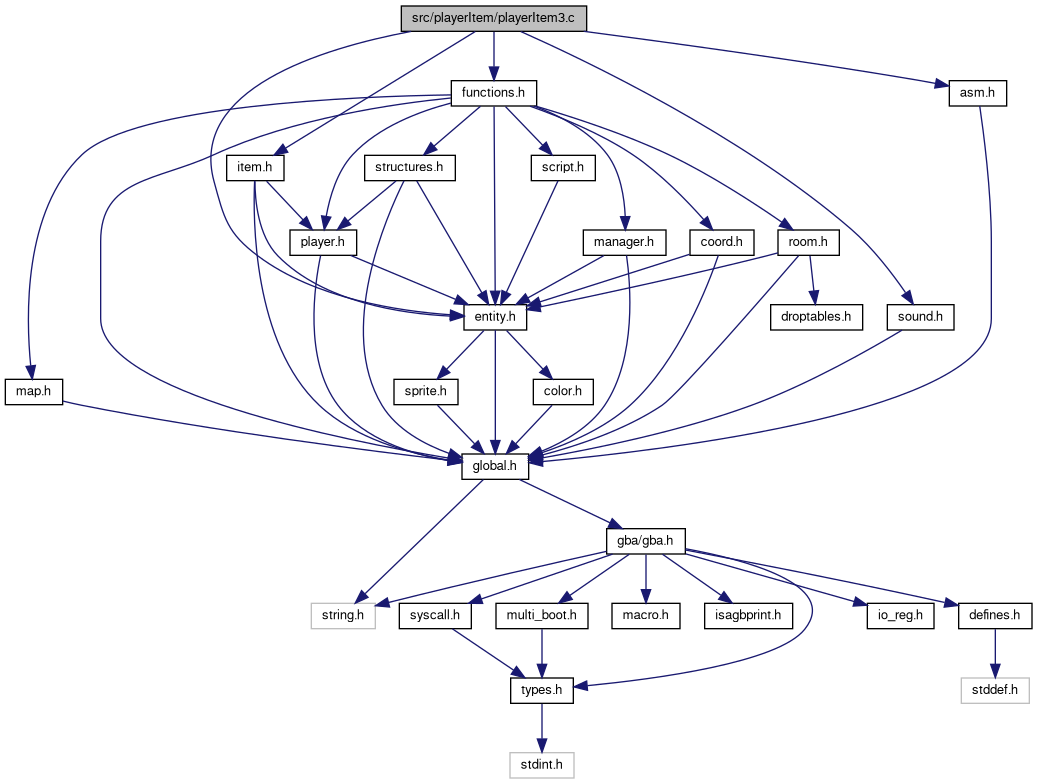 src/playerItem/playerItem3.c
functions.h
asm.h
item.h
structures.h
script.h
player.h
manager.h
coord.h
room.h
entity.h
droptables.h
sound.h
map.h
sprite.h
color.h
global.h
gba/gba.h
string.h
syscall.h
multi_boot.h
macro.h
isagbprint.h
io_reg.h
defines.h
types.h
stddef.h
stdint.h